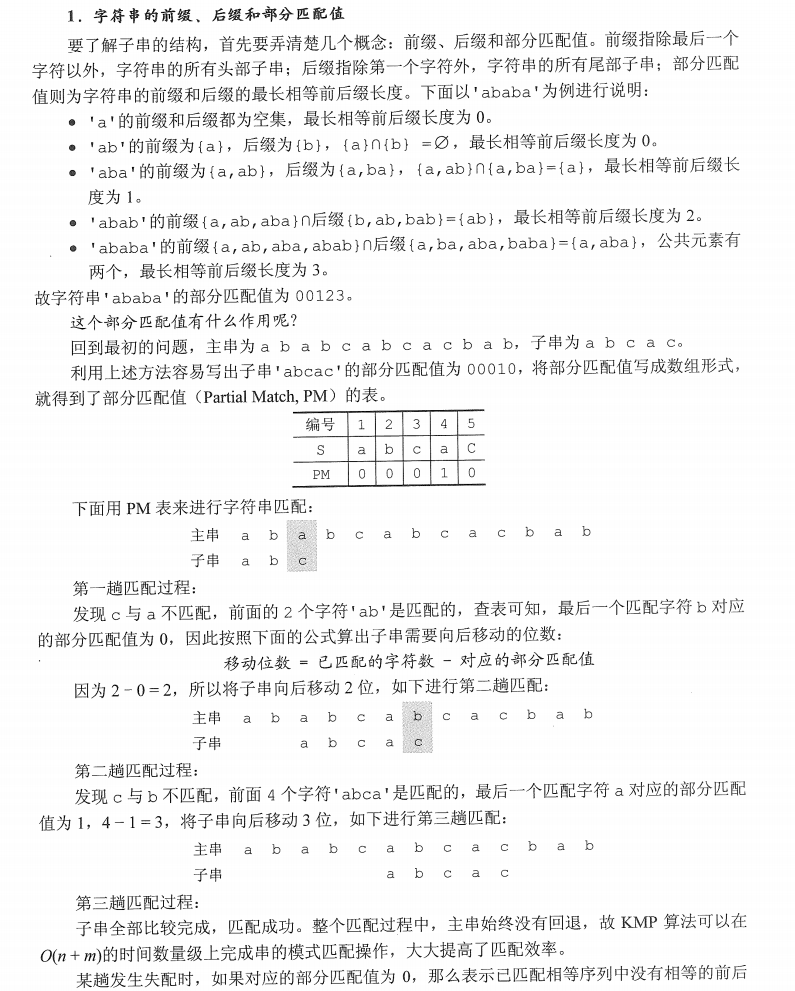 1. 字符串的前缀、后缀和部分匹配值
要了解子串的结构，首先要弄清楚几个概念：前缀、后缀和部分匹配值。前缀指除最后一个
字符以外，字符串的所有头部子串；后缀指除第一个字符外，字符串的所有尾部子串；部分匹配
值则为字符串的前缀和后缀的最长相等前后缀长度。下面以'ababa'为例进行说明：
● 'a'的前缀和后缀都为空集，最长相等前后缀长度为 0。
● 'ab'的前缀为{a}，后缀为{b}，{a}∩{b} =∅，最长相等前后缀长度为 0。
● 'aba'的前缀为{a,ab}，后缀为{a,ba}，{a,ab}∩{a,ba}={a}，最长相等前后缀长
度为 1。
● 'abab'的前缀{a,ab,aba}∩后缀{b,ab,bab}={ab}，最长相等前后缀长度为 2。
● 'ababa'的前缀{a,ab,aba,abab}∩后缀{a,ba,aba,baba}={a,aba}，公共元素有
两个，最长相等前后缀长度为 3。
故字符串'ababa'的部分匹配值为 00123。
这个部分匹配值有什么作用呢？
回到最初的问题，主串为 a b a b c a b c a c b a b，子串为 a b c a c。
利用上述方法容易写出子串'abcac'的部分匹配值为 00010，将部分匹配值写成数组形式，
就得到了部分匹配值（Partial Match, PM）的表。
编号 1 2 3 4 5
S a b c a C
PM 0 0 0 1 0
下面用 PM 表来进行字符串匹配：
主串 a b a b c a b c a c b a b
子串 a b c
第一趟匹配过程：
发现 c 与 a 不匹配，前面的 2 个字符'ab'是匹配的，查表可知，最后一个匹配字符 b 对应
的部分匹配值为 0，因此按照下面的公式算出子串需要向后移动的位数：
移动位数 = 已匹配的字符数 - 对应的部分匹配值
因为 2－0＝2，所以将子串向后移动 2 位，如下进行第二趟匹配：
主串 a b a b c a b c a c b a b
子串 a b c a c
第二趟匹配过程：
发现 c 与 b 不匹配，前面 4 个字符'abca'是匹配的，最后一个匹配字符 a 对应的部分匹配
值为 1，4－1＝3，将子串向后移动 3 位，如下进行第三趟匹配：
主串 a b a b c a b c a c b a b
子串 a b c a c
第三趟匹配过程：
子串全部比较完成，匹配成功。整个匹配过程中，主串始终没有回退，故 KMP 算法可以在
O(n + m)的时间数量级上完成串的模式匹配操作，大大提高了匹配效率。
某趟发生失配时，如果对应的部分匹配值为 0，那么表示已匹配相等序列中没有相等的前后